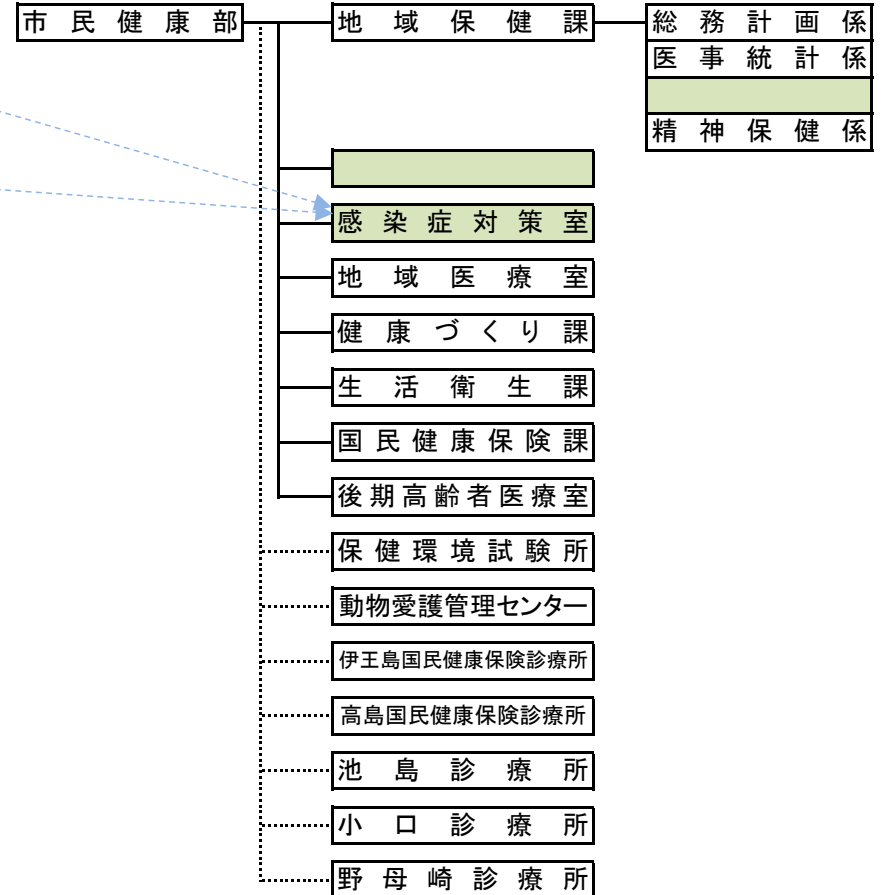 市民健康部
地域保健課
総務計画係
医事統計係
精神保健係
感染症対策室
地域医療室
健康づくり課
生活衛生課
国民健康保険課
後期高齢者医療室
保健環境試験所
動物愛護管理センター
伊王島国民健康保険診療所
高島国民健康保険診療所
池島診療所
小口診療所
野母崎診療所